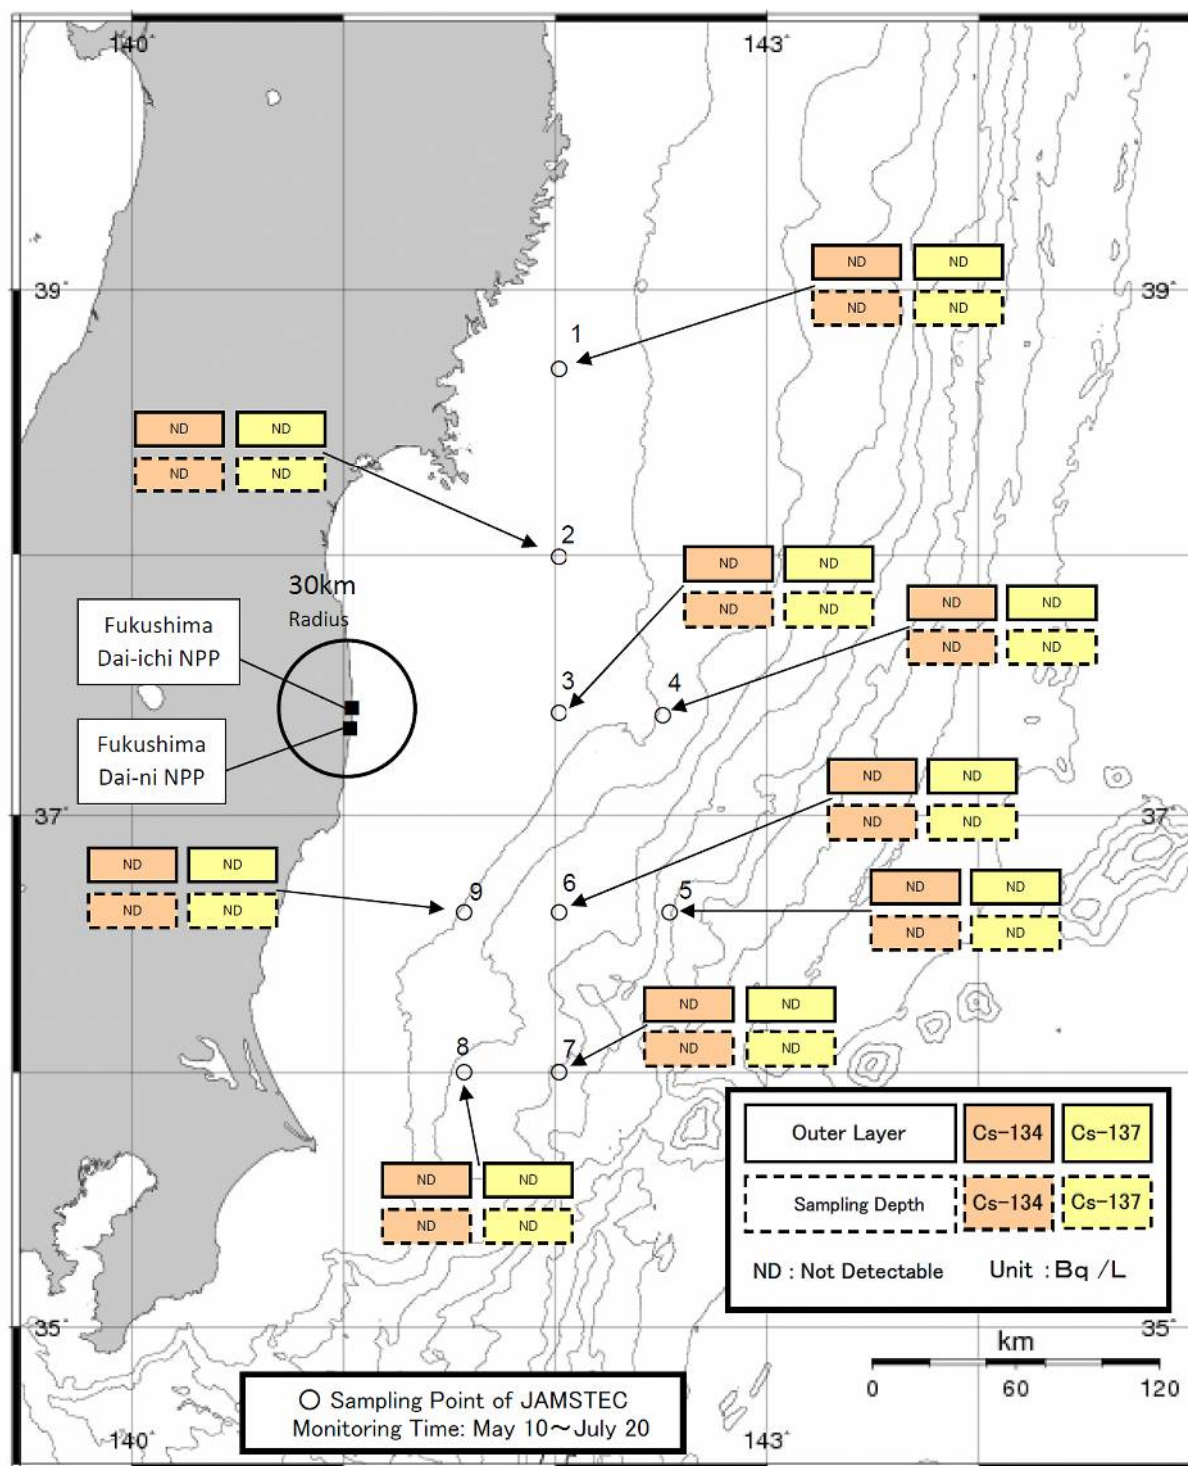 140°
143°
39°
39°
ND ND
ND ND
1
ND ND
ND ND
2
ND ND
ND ND
30km
Radius
ND ND
ND ND
Fukushima
Dai-ichi NPP
3
4
Fukushima
Dai-ni NPP
ND ND
ND ND
37°
37°
ND ND
ND ND
9
6
5
ND ND
ND ND
ND ND
ND ND
8
7
ND ND
ND ND
Outer Layer Cs-134 Cs-137
Sampling Depth Cs-134 Cs-137
ND : Not Detectable Unit : Bq /L
35°
35°
km
0 60 120
○ Sampling Point of JAMSTEC
Monitoring Time: May 10~July 20
140°
143°